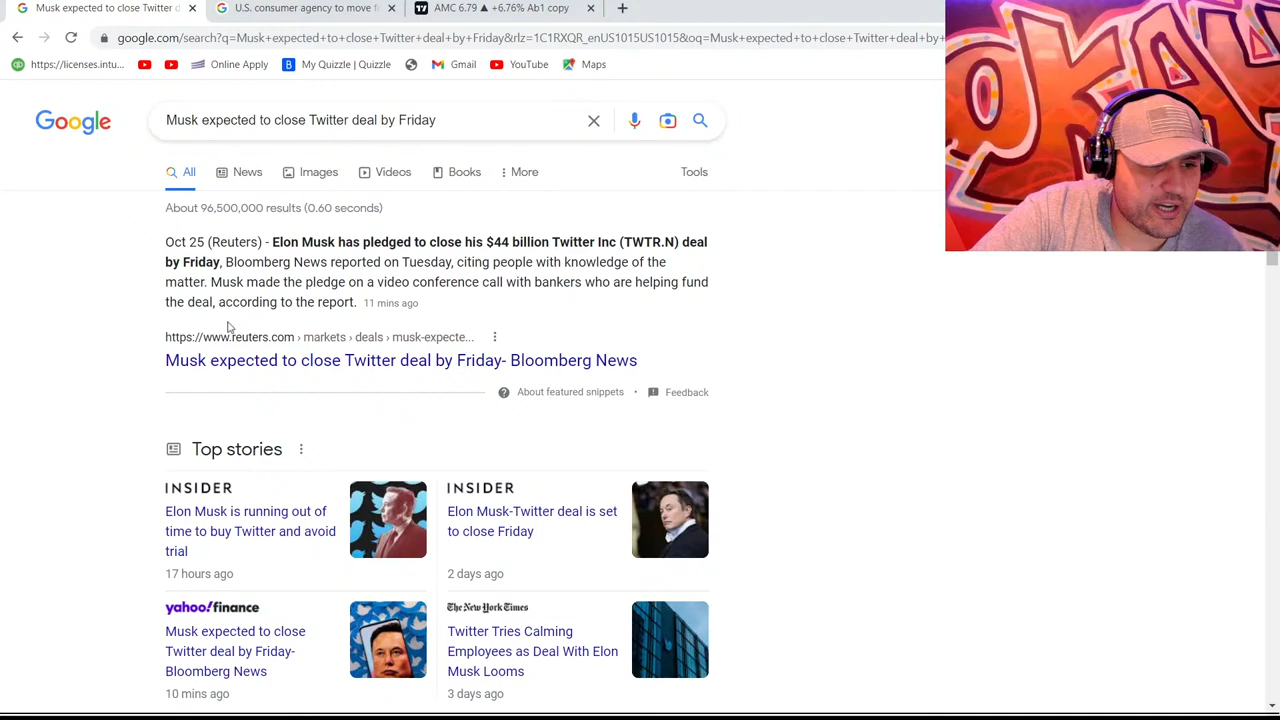 Musk expected to close Twitter d
U.S. consumer agency to move f
AMC 6.79 ▲ +6.76% Ab1 copy
google.com/search?q=Musk+expected+to+close+Twitter+deal+by+Friday&rlz=1C1RXQR_enUS1015US1015&oq=Musk+expected+to+close+Twitter+deal+by+
https://licenses.intu...
Online Apply
My Quizzle | Quizzle
Gmail
YouTube
Maps
Google
Musk expected to close Twitter deal by Friday
All
News
Images
Videos
Books
More
Tools
About 96,500,000 results (0.60 seconds)
Oct 25 (Reuters) - Elon Musk has pledged to close his $44 billion Twitter Inc (TWTR.N) deal
by Friday, Bloomberg News reported on Tuesday, citing people with knowledge of the
matter. Musk made the pledge on a video conference call with bankers who are helping fund
the deal, according to the report. 11 mins ago
https://www.reuters.com › markets › deals › musk-expecte...
Musk expected to close Twitter deal by Friday- Bloomberg News
About featured snippets • Feedback
Top stories
INSIDER
Elon Musk is running out of
time to buy Twitter and avoid
trial
17 hours ago
INSIDER
Elon Musk-Twitter deal is set
to close Friday
2 days ago
yahoo!finance
Musk expected to close
Twitter deal by Friday-
Bloomberg News
10 mins ago
The New York Times
Twitter Tries Calming
Employees as Deal With Elon
Musk Looms
3 days ago
OKAY